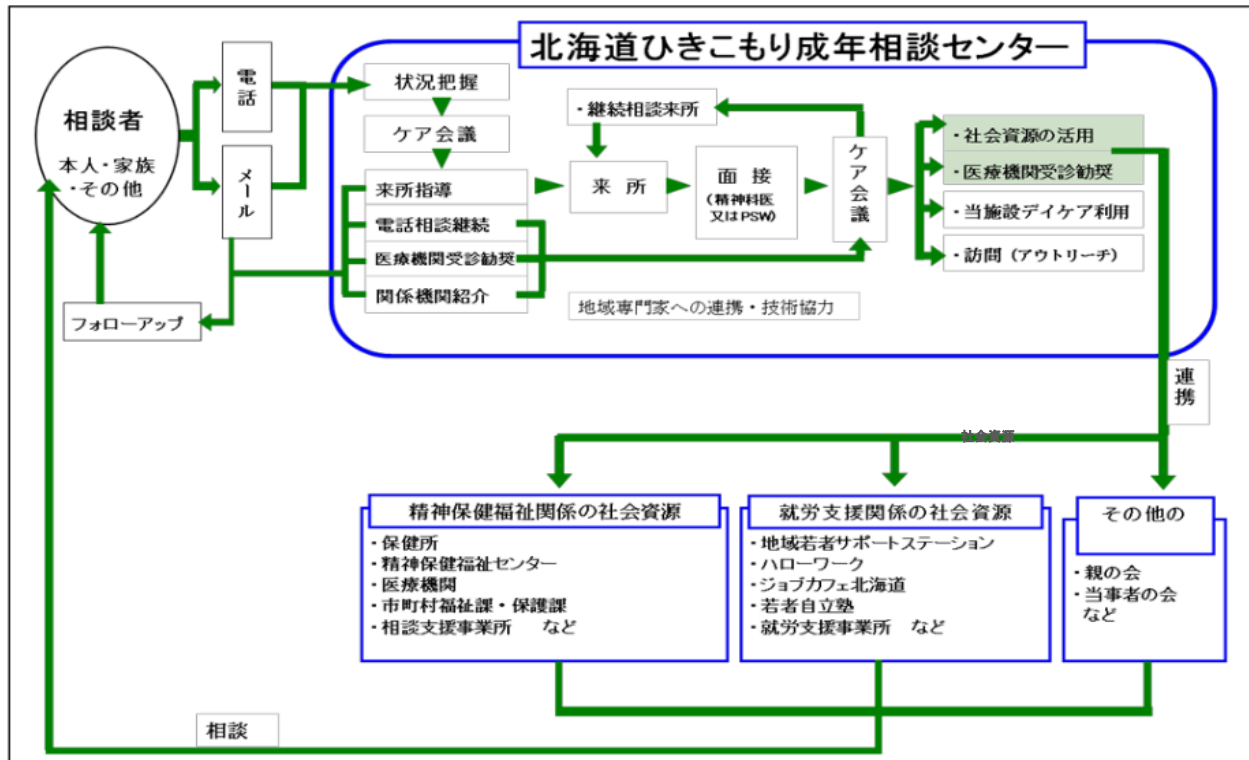 北海道ひきこもり成年相談センター
相談者
本人・家族
・その他
電話
メール
フォローアップ
状況把握
ケア会議
来所指導
電話相談継続
医療機関受診勧奨
関係機関紹介
・継続相談来所
来所
面接
(精神科医
又はPSW)
ケア会議
・社会資源の活用
・医療機関受診勧奨
・当施設デイケア利用
・訪問(アウトリーチ)
地域専門家への連携・技術協力
連携
社会資源
精神保健福祉関係の社会資源
・保健所
・精神保健福祉センター
・医療機関
・市町村福祉課・保護課
・相談支援事業所 など
就労支援関係の社会資源
・地域若者サポートステーション
・ハローワーク
・ジョブカフェ北海道
・若者自立塾
・就労支援事業所 など
その他の
・親の会
・当事者の会
など
相談